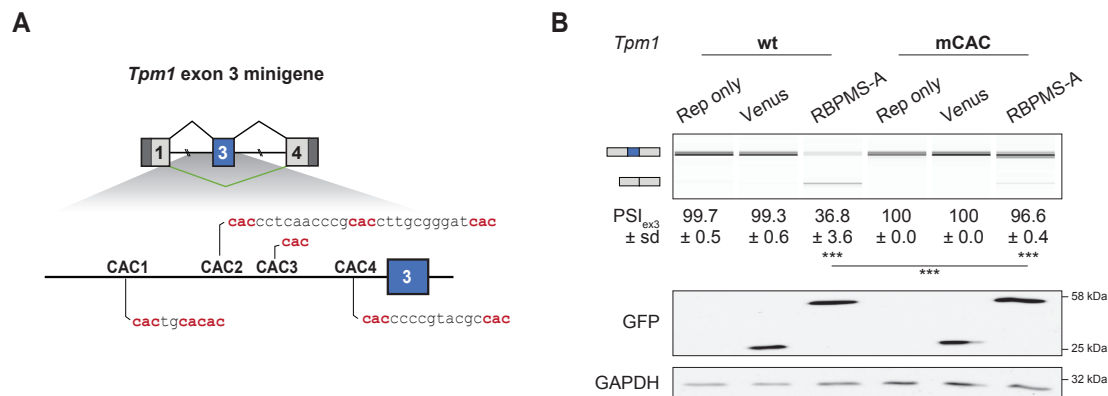 A
Tpm1 exon 3 minigene
1
3
4
caccctcaacccgcaccttgcgggatcac
cac
CAC1
CAC2
CAC3
CAC4
3
cactgcacac
cacccccgtacgccac
B
Tpm1
wt
mCAC
Rep only
Venus
RBPMS-A
Rep only
Venus
RBPMS-A
PSIex3 99.7 99.3 36.8 100 100 96.6
± sd ± 0.5 ± 0.6 ± 3.6 ± 0.0 ± 0.0 ± 0.4
*** ***
***
GFP
58 kDa
25 kDa
GAPDH
32 kDa